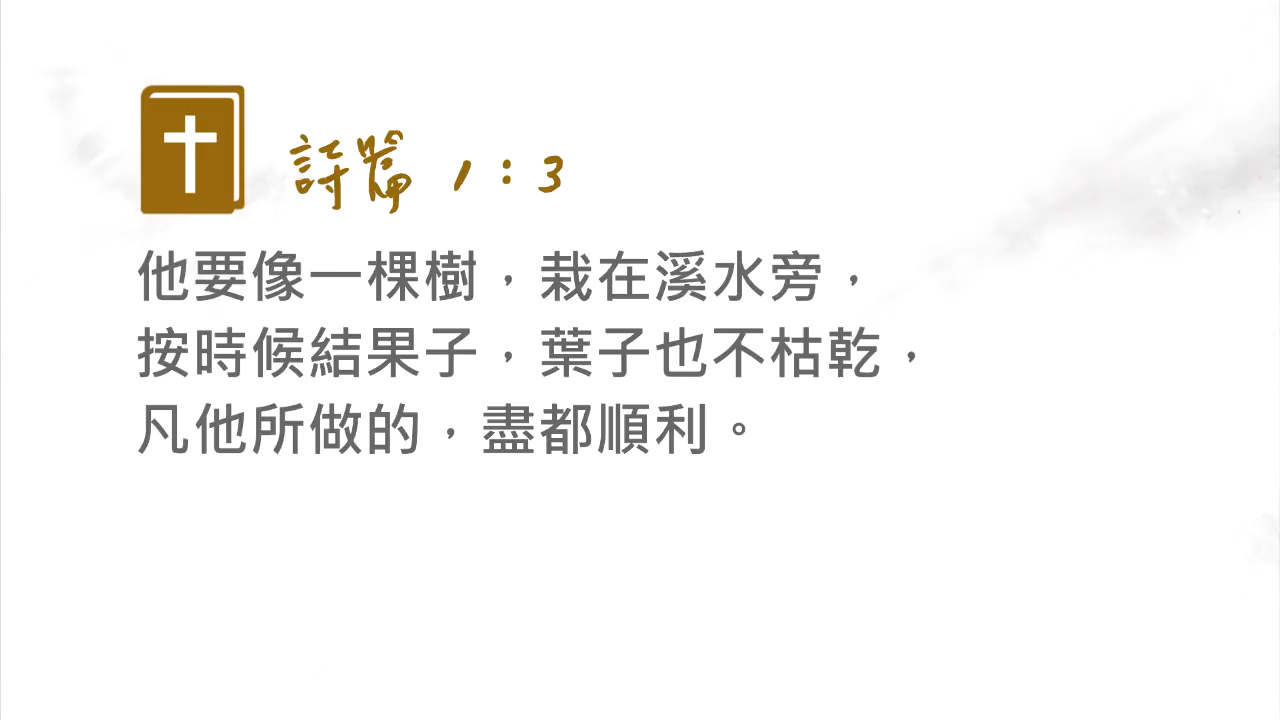 詩篇 1：3
他要像一棵樹，栽在溪水旁，
按時候結果子，葉子也不枯乾，
凡他所做的，盡都順利。